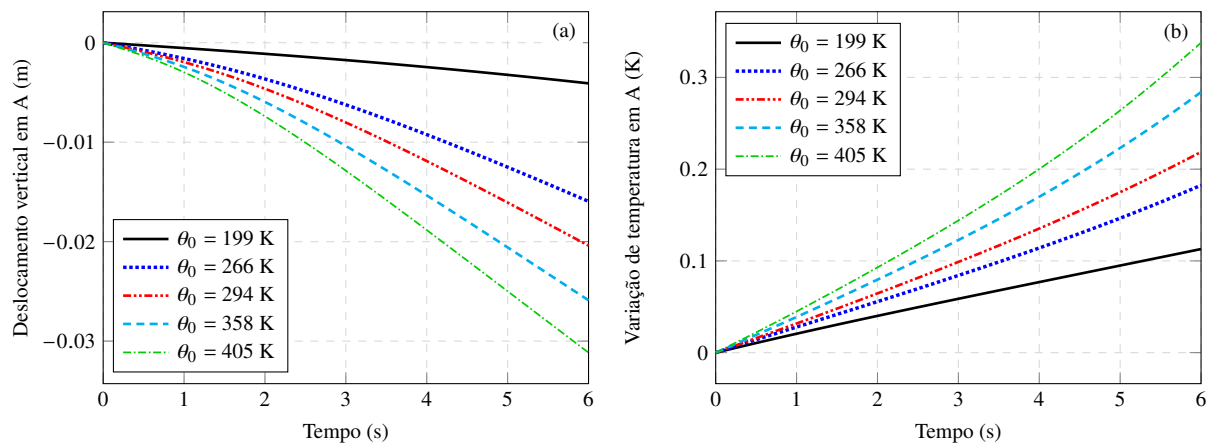 (a)
Deslocamento vertical em A (m)
0
−0.01
−0.02
−0.03
θ0 = 199 K
θ0 = 266 K
θ0 = 294 K
θ0 = 358 K
θ0 = 405 K
0 1 2 3 4 5 6
Tempo (s)
(b)
Variação de temperatura em A (K)
0.3
0.2
0.1
0
θ0 = 199 K
θ0 = 266 K
θ0 = 294 K
θ0 = 358 K
θ0 = 405 K
0 1 2 3 4 5 6
Tempo (s)